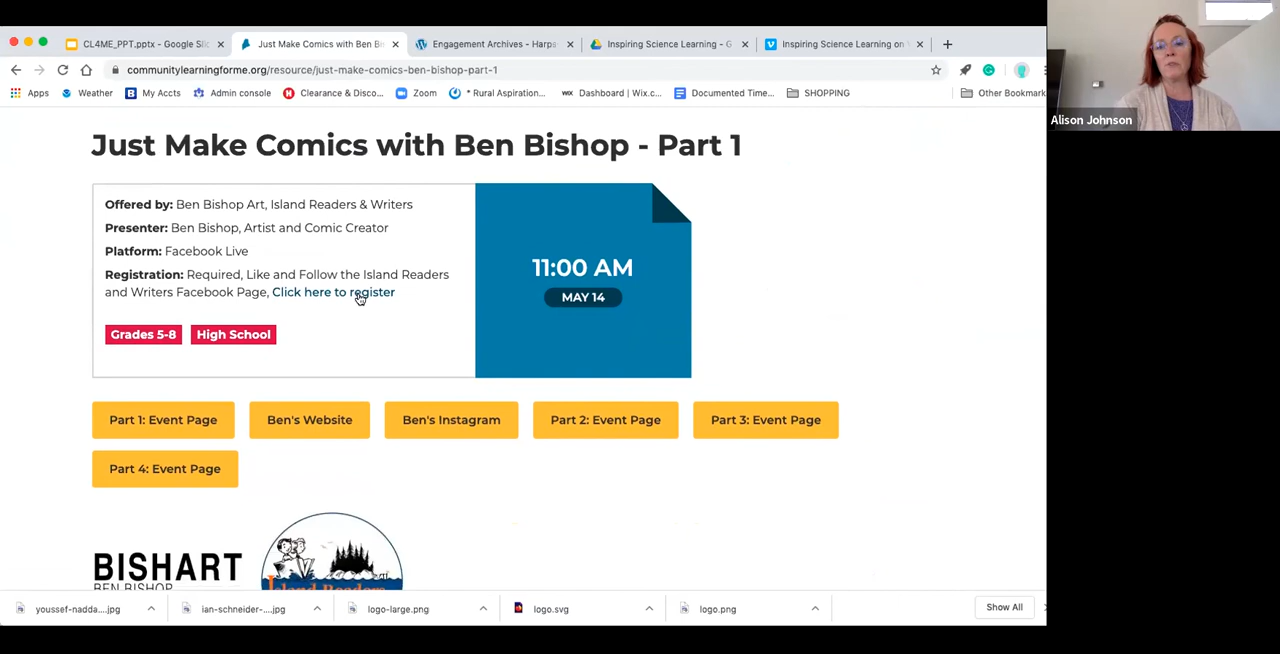 CL4ME_PPT.pptx - Google Slic
Just Make Comics with Ben Br
Engagement Archives - Harps
Inspiring Science Learning - G
Inspiring Science Learning on
communitylearningforme.org/resource/just-make-comics-ben-bishop-part-1
Apps
Weather
My Accts
Admin console
Clearance & Disco...
Zoom
* Rural Aspiration...
WIX
Dashboard | Wix.c...
Documented Time...
SHOPPING
Other Bookmark
Alison Johnson
Just Make Comics with Ben Bishop - Part 1
Offered by: Ben Bishop Art, Island Readers & Writers
Presenter: Ben Bishop, Artist and Comic Creator
Platform: Facebook Live
Registration: Required, Like and Follow the Island Readers
and Writers Facebook Page, Click here to register
Grades 5-8
High School
11:00 AM
MAY 14
Part 1: Event Page
Ben's Website
Ben's Instagram
Part 2: Event Page
Part 3: Event Page
Part 4: Event Page
BISHART
BEN BISHOP
Island Readers
youssef-nadda....jpg
ian-schneider-....jpg
logo-large.png
logo.svg
logo.png
Show All